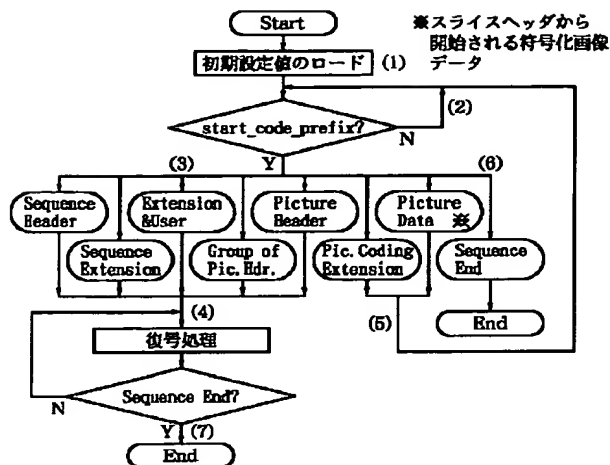 Start
※スライスヘッダから
開始される符号化画像
データ
初期設定値のロード (1)
(2)
start_code_prefix?
N
Y
(3)
(6)
Sequence
Header
Extension
&User
Picture
Header
Picture
Data ※
Sequence
Extension
Group of
Pic.Hdr.
Pic.Coding
Extension
Sequence
End
(4)
(5)
End
復号処理
Sequence End?
N
Y (7)
End